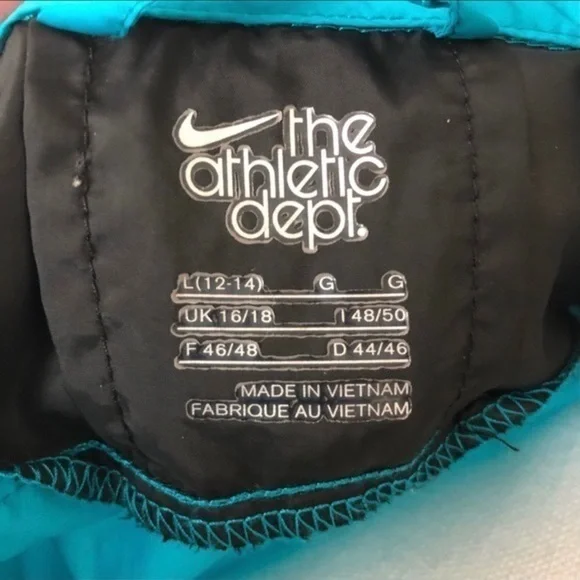 the
athletic
dept.
L(12-14) G G
UK 16/18 I 48/50
F 46/48 D 44/46
MADE IN VIETNAM
FABRIQUE AU VIETNAM